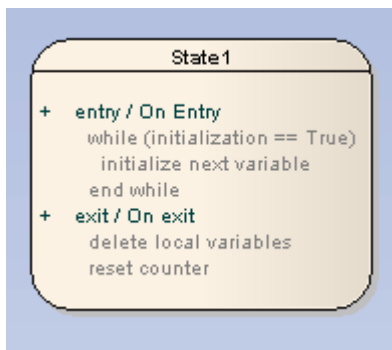 State1
+ entry / On Entry
while (initialization == True)
initialize next variable
end while
+ exit / On exit
delete local variables
reset counter